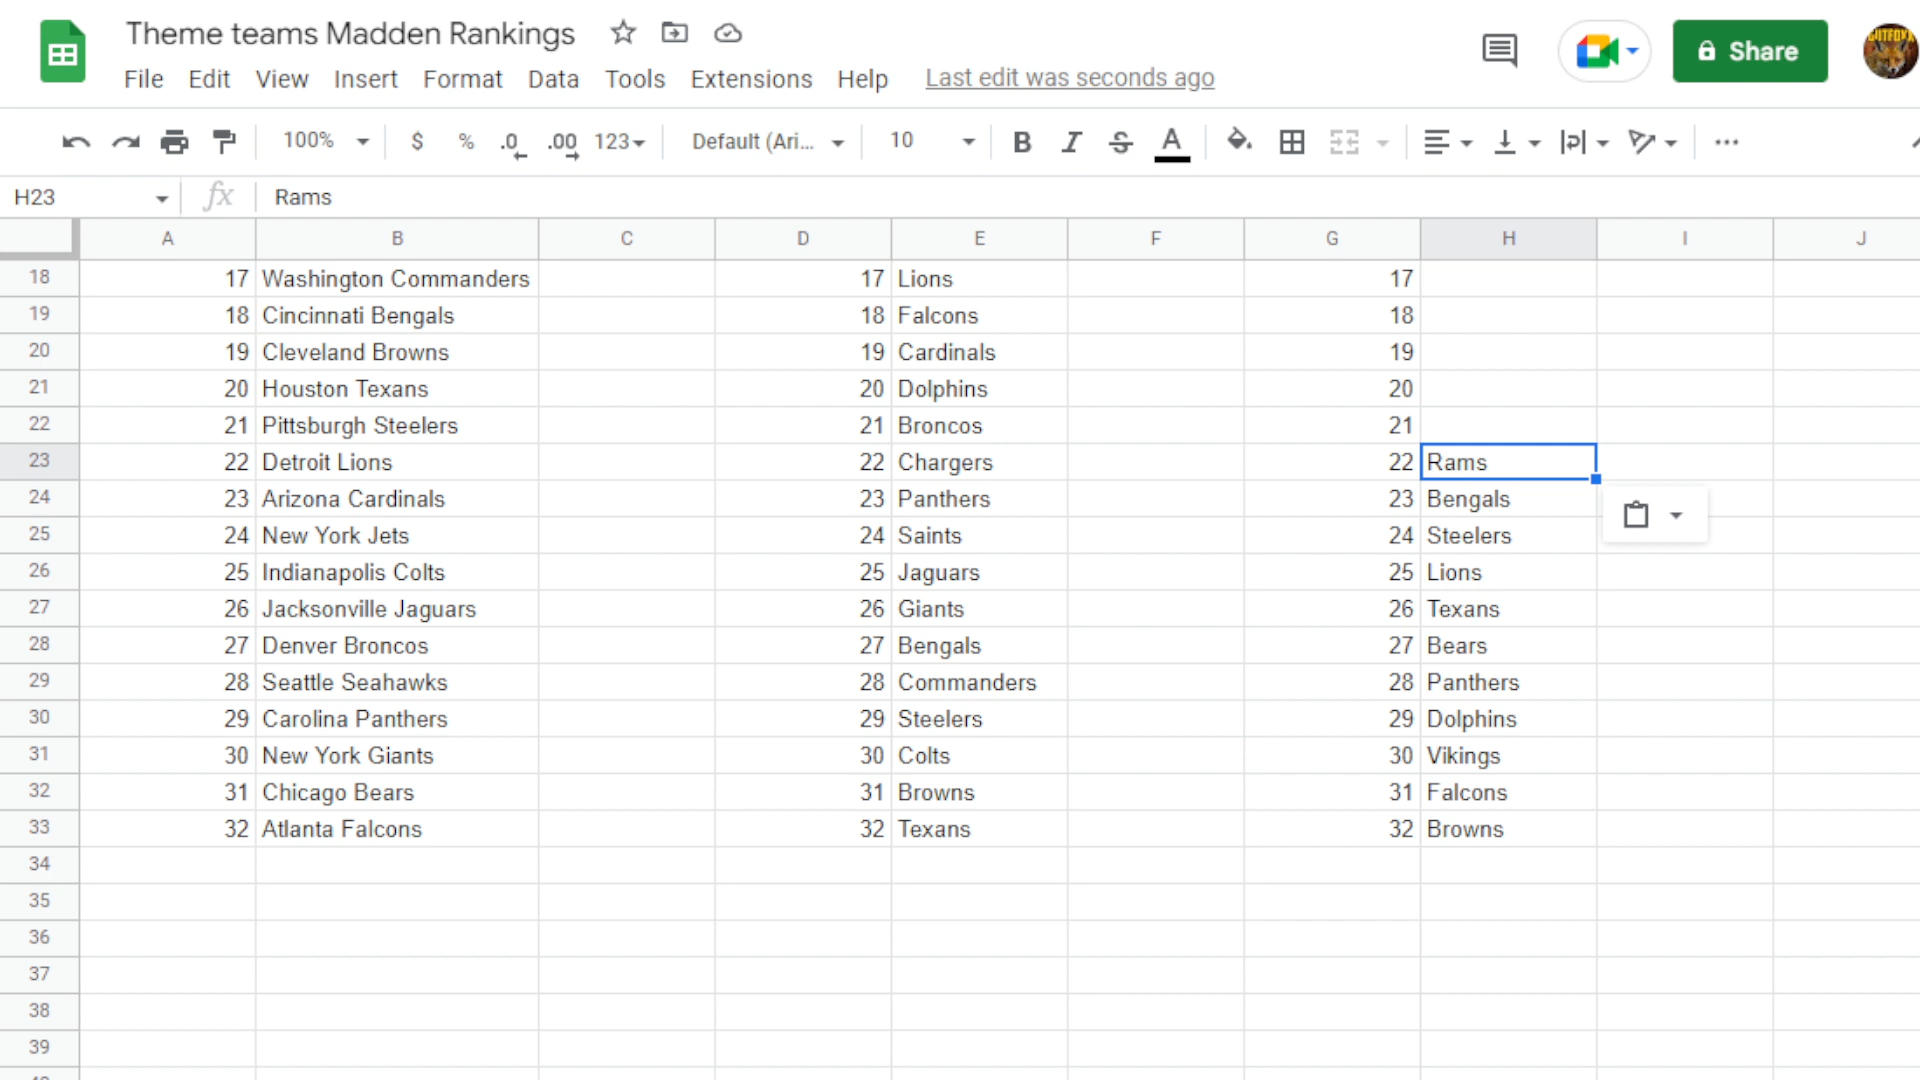 Theme teams Madden Rankings
File Edit View Insert Format Data Tools Extensions Help Last edit was seconds ago
Share
100% $ % .0 .00 123 Default (Ari... 10 B I S A
H23 fx Rams
A B C D E F G H I J
18 17 Washington Commanders 17 Lions 17
19 18 Cincinnati Bengals 18 Falcons 18
20 19 Cleveland Browns 19 Cardinals 19
21 20 Houston Texans 20 Dolphins 20
22 21 Pittsburgh Steelers 21 Broncos 21
23 22 Detroit Lions 22 Chargers 22 Rams
24 23 Arizona Cardinals 23 Panthers 23 Bengals
25 24 New York Jets 24 Saints 24 Steelers
26 25 Indianapolis Colts 25 Jaguars 25 Lions
27 26 Jacksonville Jaguars 26 Giants 26 Texans
28 27 Denver Broncos 27 Bengals 27 Bears
29 28 Seattle Seahawks 28 Commanders 28 Panthers
30 29 Carolina Panthers 29 Steelers 29 Dolphins
31 30 New York Giants 30 Colts 30 Vikings
32 31 Chicago Bears 31 Browns 31 Falcons
33 32 Atlanta Falcons 32 Texans 32 Browns
34
35
36
37
38
39